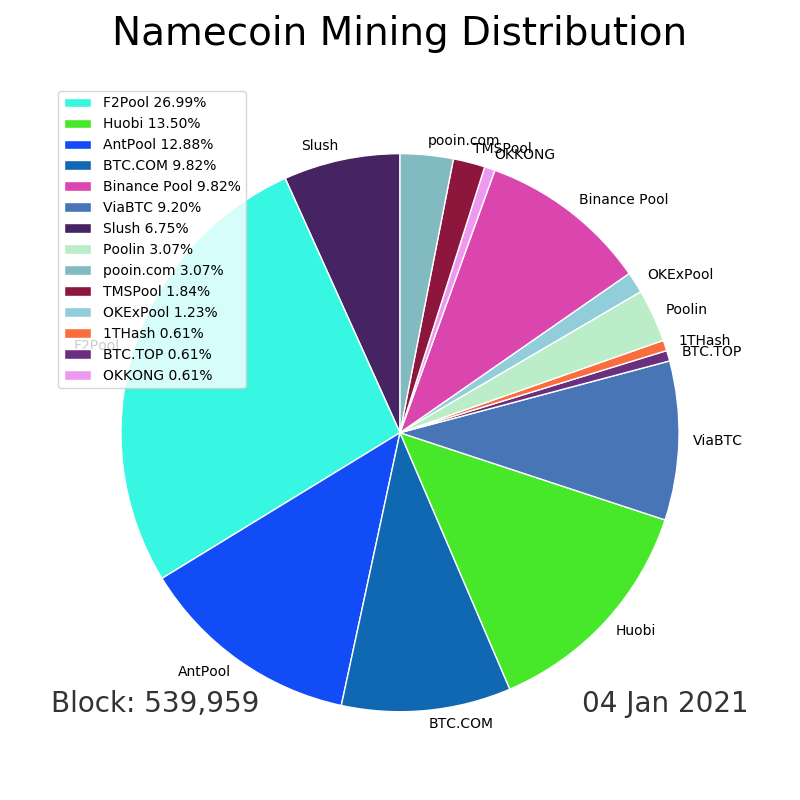 Namecoin Mining Distribution
F2Pool 26.99%
Huobi 13.50%
AntPool 12.88%
BTC.COM 9.82%
Binance Pool 9.82%
ViaBTC 9.20%
Slush 6.75%
Poolin 3.07%
pooin.com 3.07%
TMSPool 1.84%
OKExPool 1.23%
1THash 0.61%
BTC.TOP 0.61%
OKKONG 0.61%
Slush
pooin.com
TMSPool
OKKONG
Binance Pool
OKExPool
Poolin
1THash
BTC.TOP
F2Pool
ViaBTC
Huobi
AntPool
BTC.COM
Block: 539,959
04 Jan 2021